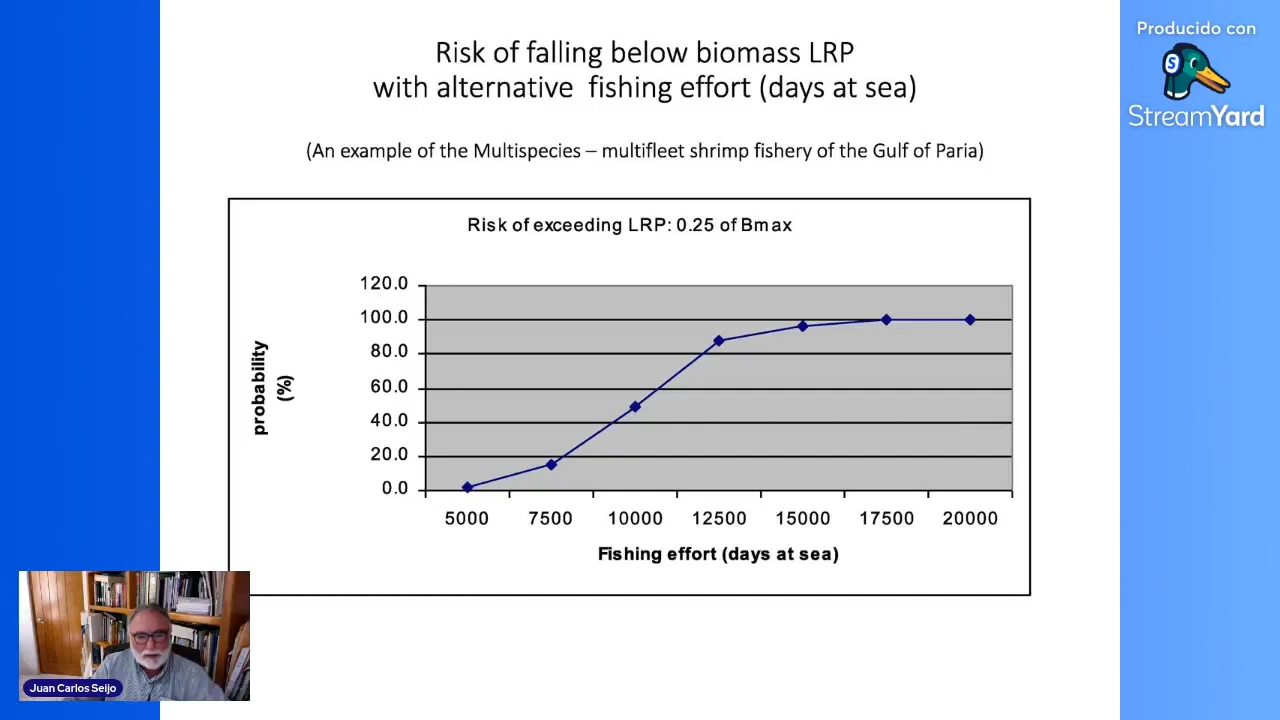 Producido con
StreamYard
Risk of falling below biomass LRP
with alternative fishing effort (days at sea)
(An example of the Multispecies – multifleet shrimp fishery of the Gulf of Paria)
Risk of exceeding LRP: 0.25 of Bmax
120.0
100.0
80.0
60.0
40.0
20.0
0.0
probability
(%)
5000 7500 10000 12500 15000 17500 20000
Fishing effort (days at sea)
Juan Carlos Seijo